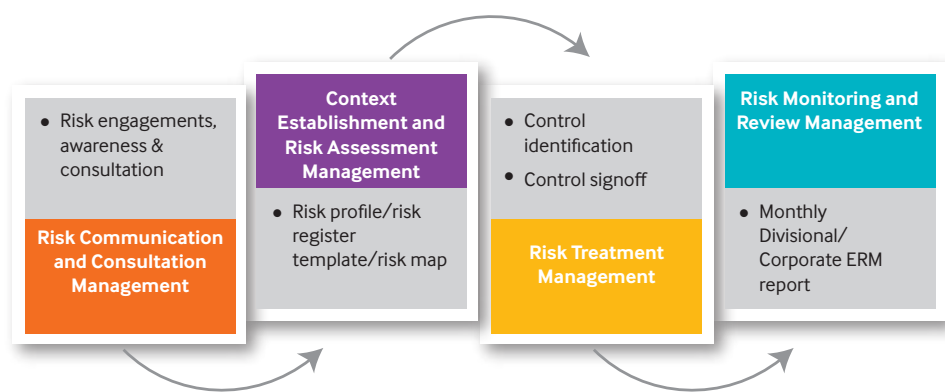 • Risk engagements,
awareness &
consultation
Risk Communication
and Consultation
Management
Context
Establishment and
Risk Assessment
Management
• Risk profile/risk
register
template/risk map
• Control
identification
• Control signoff
Risk Treatment
Management
Risk Monitoring and
Review Management
• Monthly
Divisional/
Corporate ERM
report